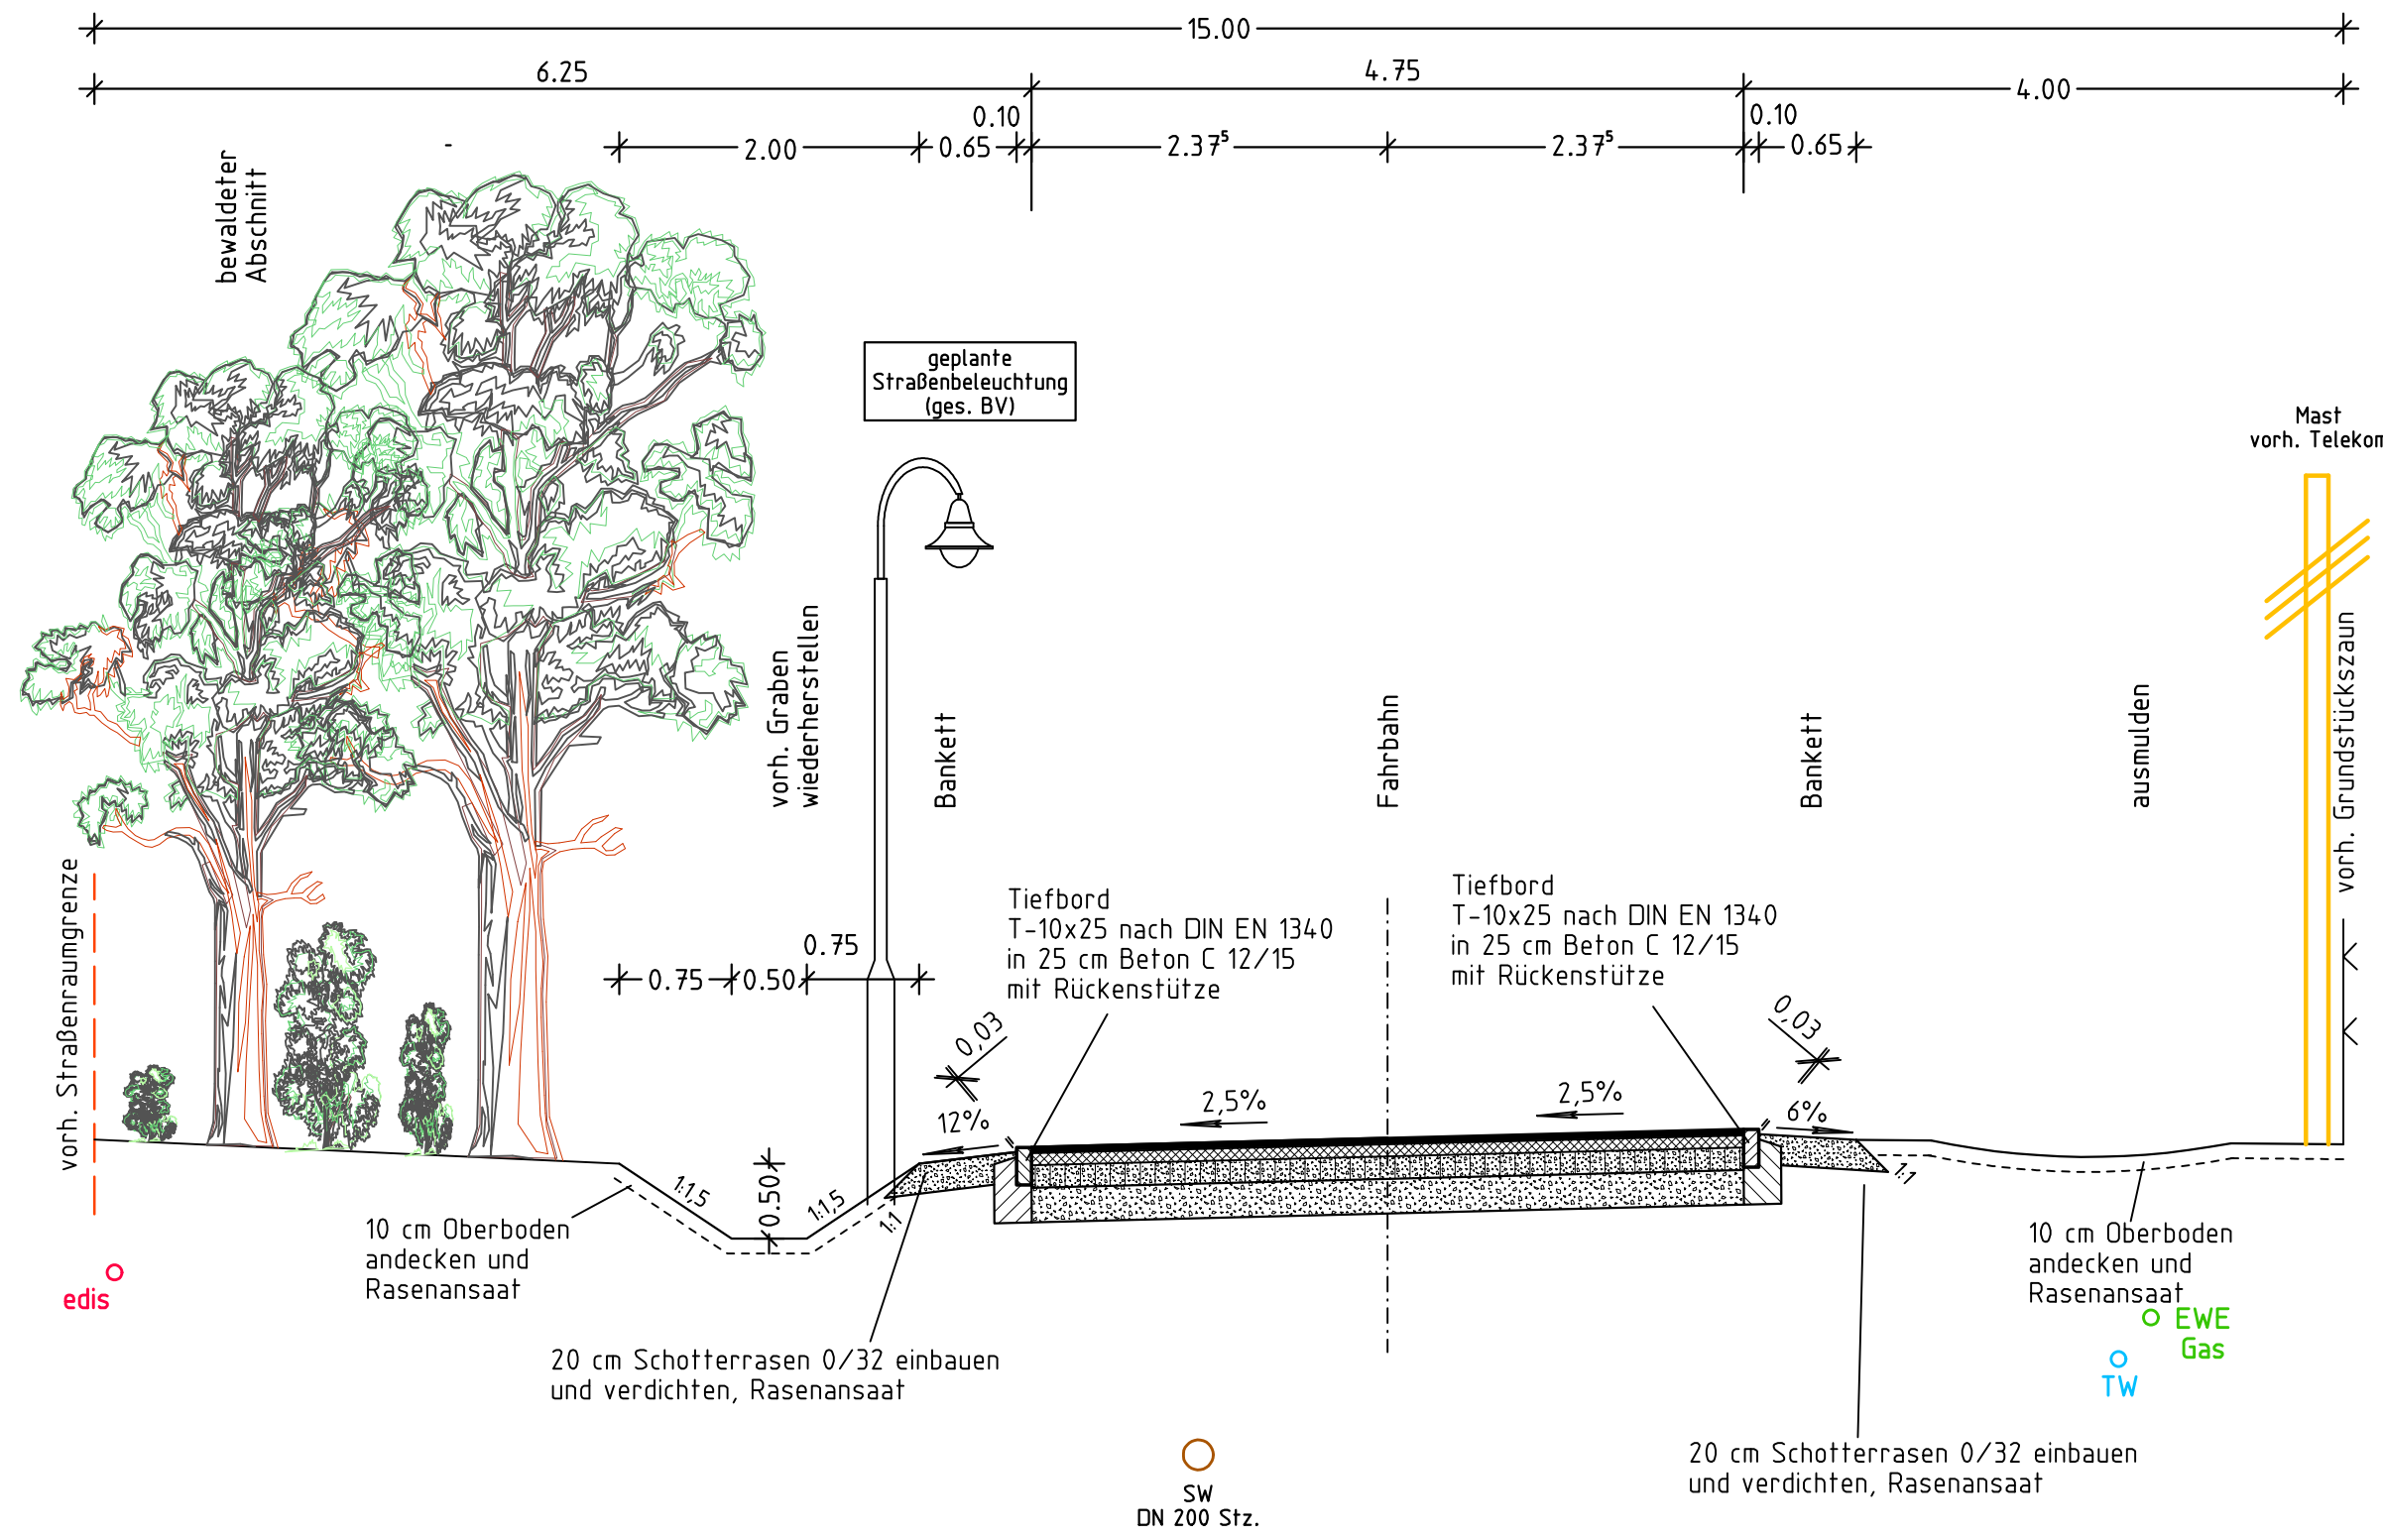 15.00
6.25
4.75
4.00
0.10
0.10
-
2.00
0.65
2.37⁵
2.37⁵
0.65
bewaldeter
Abschnitt
geplante
Straßenbeleuchtung
(ges. BV)
Mast
vorh. Telekom
vorh. Graben
wiederherstellen
Bankett
Fahrbahn
Bankett
ausmulden
vorh. Grundstückszaun
vorh. Straßenraumgrenze
0.75
0.50
0.75
Tiefbord
T-10x25 nach DIN EN 1340
in 25 cm Beton C 12/15
mit Rückenstütze
Tiefbord
T-10x25 nach DIN EN 1340
in 25 cm Beton C 12/15
mit Rückenstütze
0,03
0,03
12%
2,5%
2,5%
6%
1:1,5
0.50
1:1,5
1:1
1:1
10 cm Oberboden
andecken und
Rasenansaat
10 cm Oberboden
andecken und
Rasenansaat
edis
EWE
Gas
TW
20 cm Schotterrasen 0/32 einbauen
und verdichten, Rasenansaat
20 cm Schotterrasen 0/32 einbauen
und verdichten, Rasenansaat
SW
DN 200 Stz.